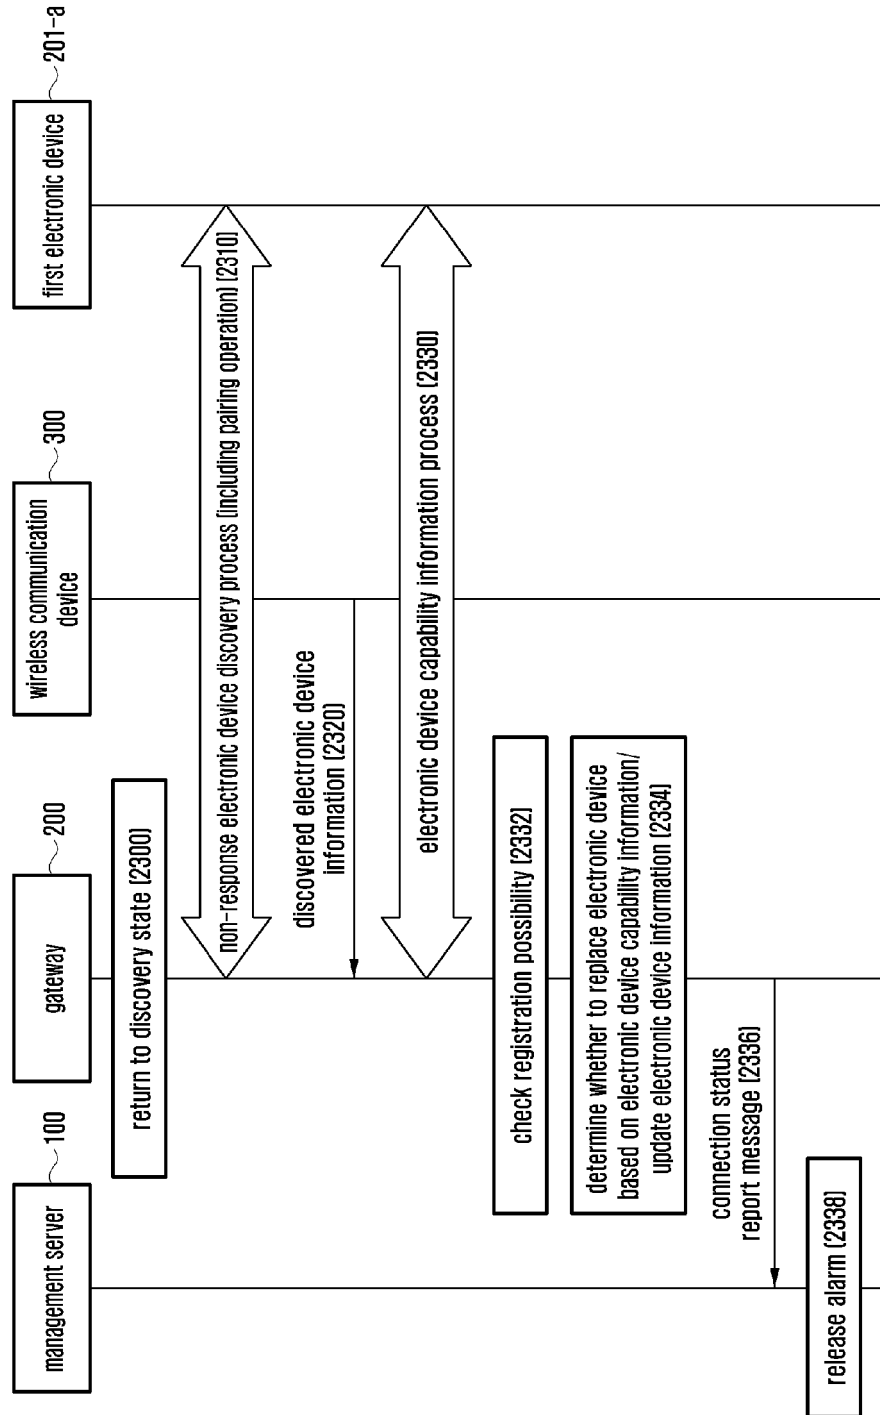 management server
100
gateway
200
wireless communication
device
300
first electronic device
201-a
return to discovery state (2300)
non-response electronic device discovery process (including pairing operation) (2310)
discovered electronic device
information (2320)
electronic device capability information process (2330)
check registration possibility (2332)
determine whether to replace electronic device
based on electronic device capability information/
update electronic device information (2334)
connection status
report message (2336)
release alarm (2338)